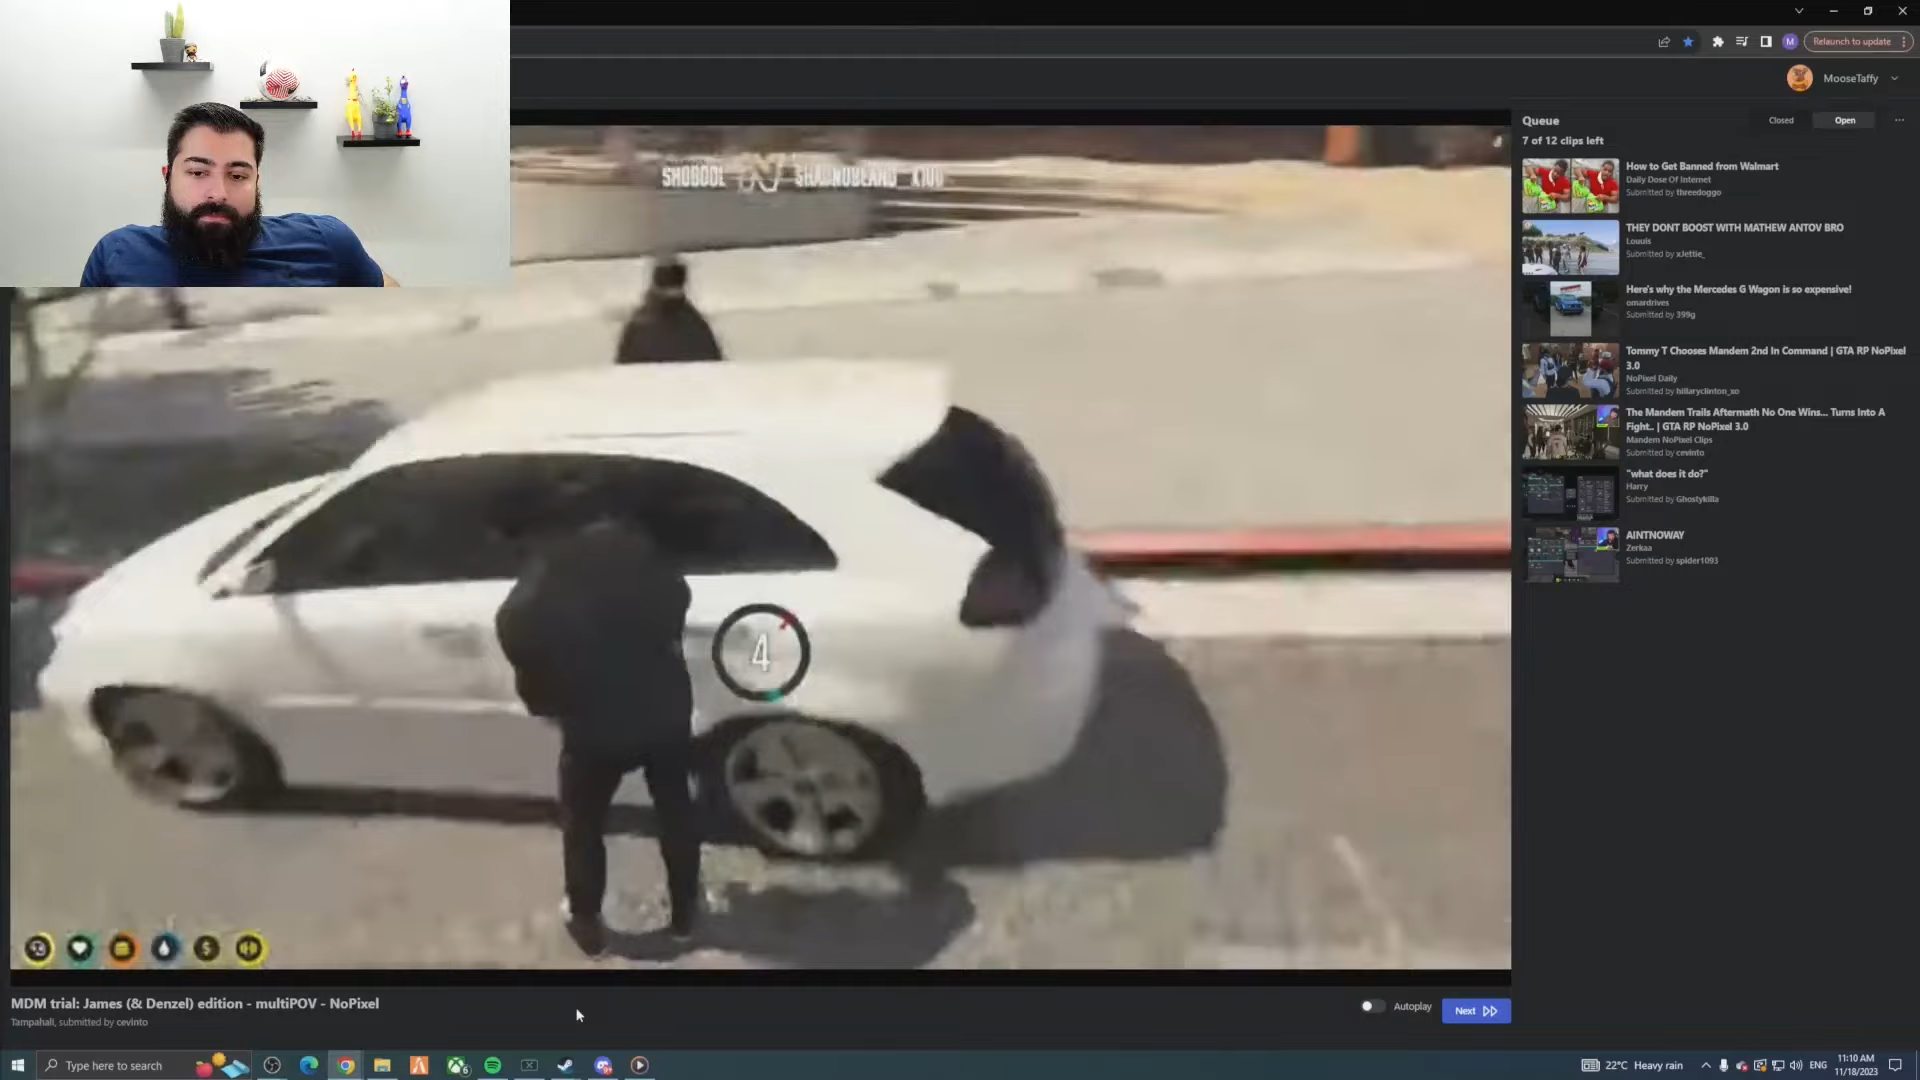 Relaunch to update
M
MooseTaffy
Queue
Closed
Open
7 of 12 clips left
How to Get Banned from Walmart
Daily Dose Of Internet
Submitted by threedoggo
THEY DONT BOOST WITH MATHEW ANTOV BRO
Louuis
Submitted by xJettie_
Here's why the Mercedes G Wagon is so expensive!
omardrives
Submitted by 399g
Tommy T Chooses Mandem 2nd In Command | GTA RP NoPixel
3.0
NoPixel Daily
Submitted by hillaryclinton_xo
The Mandem Trails Aftermath No One Wins... Turns Into A
Fight.. | GTA RP NoPixel 3.0
Mandem NoPixel Clips
Submitted by cevinto
"what does it do?"
Harry
Submitted by Ghostykilla
AINTNOWAY
Zerkaa
Submitted by spider1093
4
$
MDM trial: James (& Denzel) edition - multiPOV - NoPixel
Tampahali, submitted by cevinto
Autoplay
Next
Type here to search
22°C Heavy rain
ENG
11:10 AM
11/18/2023